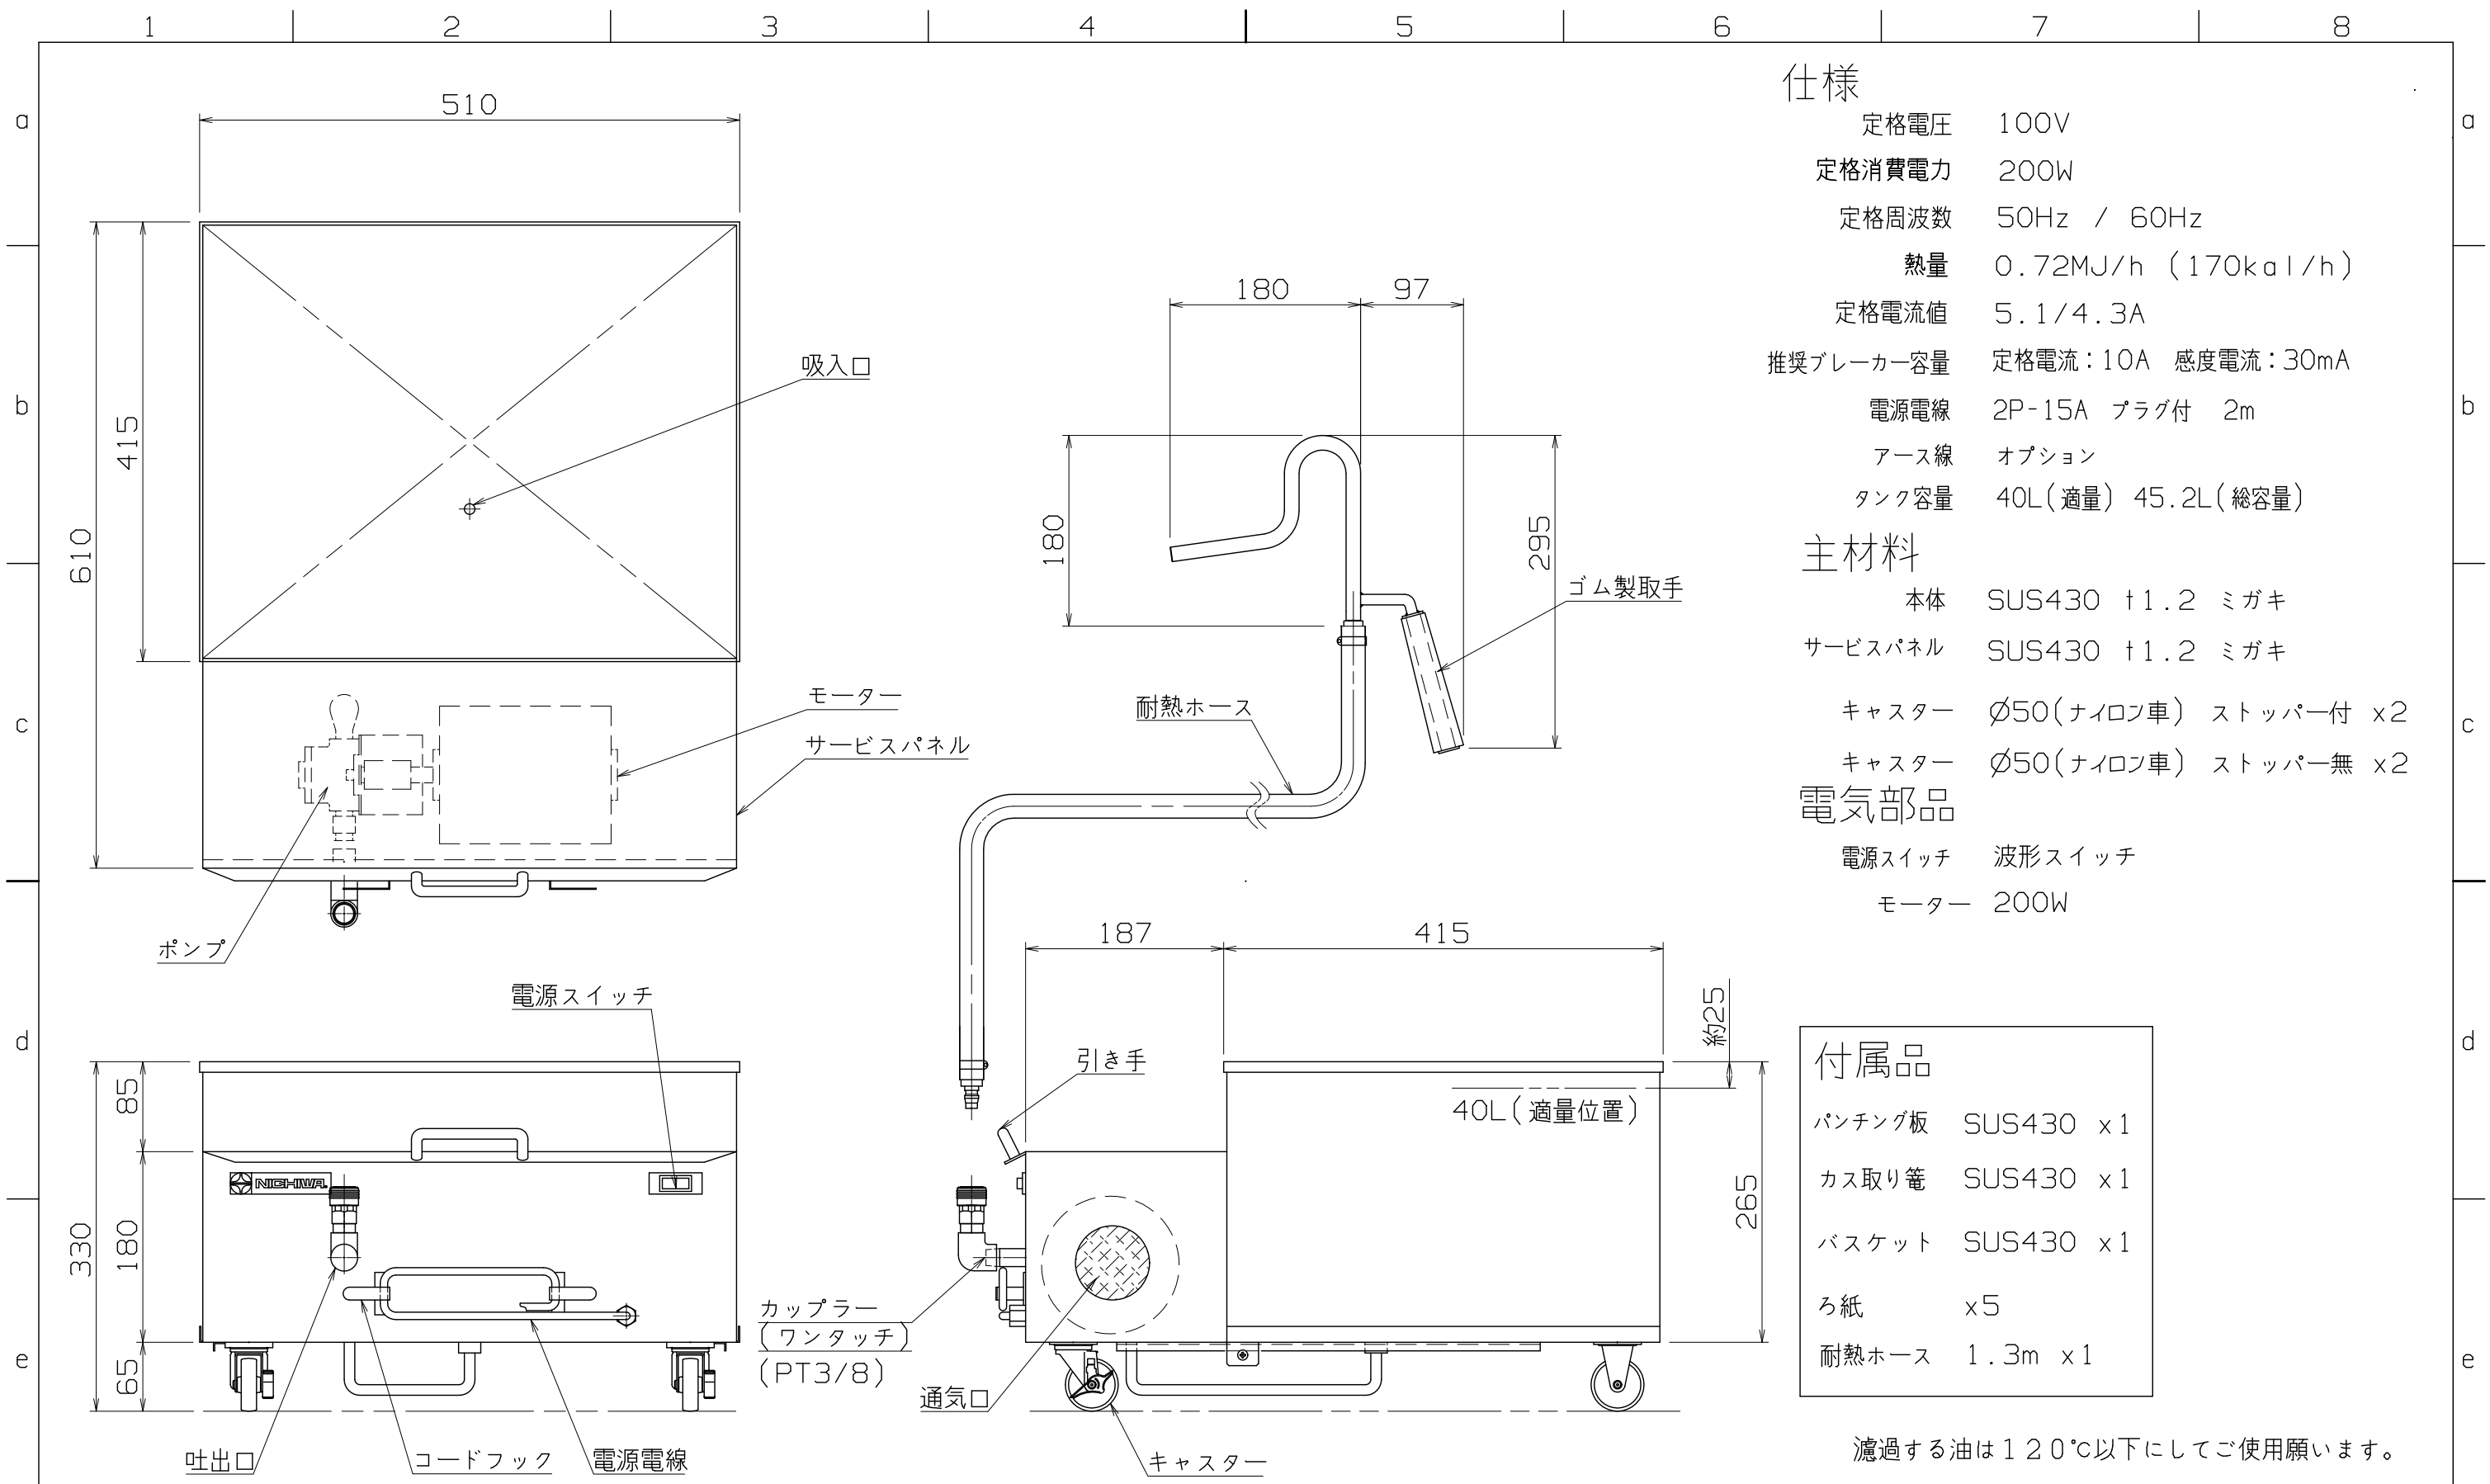 1 2 3 4 5 6 7 8
a
a
b
b
c
c
d
d
e
e
510
415
610
吸入口
モーター
サービスパネル
ポンプ
180
97
180
295
ゴム製取手
耐熱ホース
仕様
定格電圧 100V
定格消費電力 200W
定格周波数 50Hz / 60Hz
熱量 0.72MJ/h (170kal/h)
定格電流値 5.1/4.3A
推奨ブレーカー容量 定格電流:10A 感度電流:30mA
電源電線 2P-15A プラグ付 2m
アース線 オプション
タンク容量 40L(適量) 45.2L(総容量)
主材料
本体 SUS430 t1.2 ミガキ
サービスパネル SUS430 t1.2 ミガキ
キャスター Ø50(ナイロン車) ストッパー付 x2
キャスター Ø50(ナイロン車) ストッパー無 x2
電気部品
電源スイッチ 波形スイッチ
モーター 200W
電源スイッチ
85
180
330
65
NICHIWA
吐出口
コードフック
電源電線
187
415
約25
引き手
40L(適量位置)
265
カップラー
(ワンタッチ)
(PT3/8)
通気口
キャスター
付属品
パンチング板 SUS430 x1
カス取り篭 SUS430 x1
バスケット SUS430 x1
ろ紙 x5
耐熱ホース 1.3m x1
濾過する油は120℃以下にしてご使用願います。